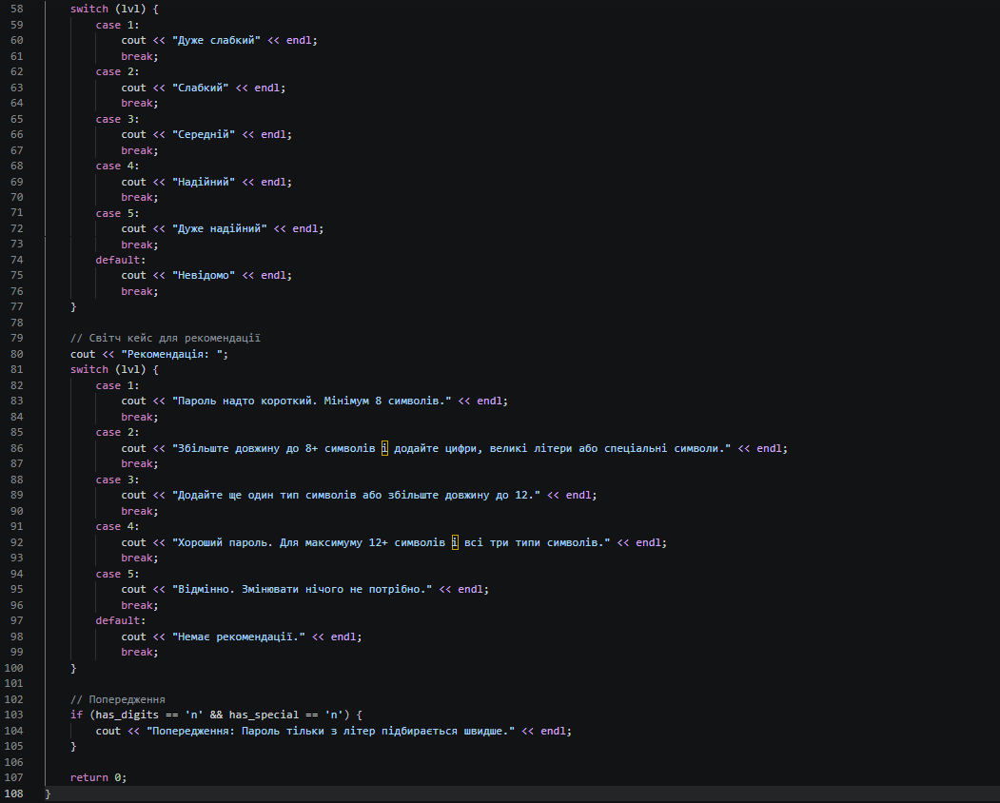 58 switch (lvl) {
59 case 1:
60 cout << "Дуже слабкий" << endl;
61 break;
62 case 2:
63 cout << "Слабкий" << endl;
64 break;
65 case 3:
66 cout << "Середній" << endl;
67 break;
68 case 4:
69 cout << "Надійний" << endl;
70 break;
71 case 5:
72 cout << "Дуже надійний" << endl;
73 break;
74 default:
75 cout << "Невідомо" << endl;
76 break;
77 }
78
79 // Світч кейс для рекомендації
80 cout << "Рекомендація: ";
81 switch (lvl) {
82 case 1:
83 cout << "Пароль надто короткий. Мінімум 8 символів." << endl;
84 break;
85 case 2:
86 cout << "Збільште довжину до 8+ символів і додайте цифри, великі літери або спеціальні символи." << endl;
87 break;
88 case 3:
89 cout << "Додайте ще один тип символів або збільште довжину до 12." << endl;
90 break;
91 case 4:
92 cout << "Хороший пароль. Для максимуму 12+ символів і всі три типи символів." << endl;
93 break;
94 case 5:
95 cout << "Відмінно. Змінювати нічого не потрібно." << endl;
96 break;
97 default:
98 cout << "Немає рекомендації." << endl;
99 break;
100 }
101
102 // Попередження
103 if (has_digits == 'n' && has_special == 'n') {
104 cout << "Попередження: Пароль тільки з літер підбирається швидше." << endl;
105 }
106
107 return 0;
108 }